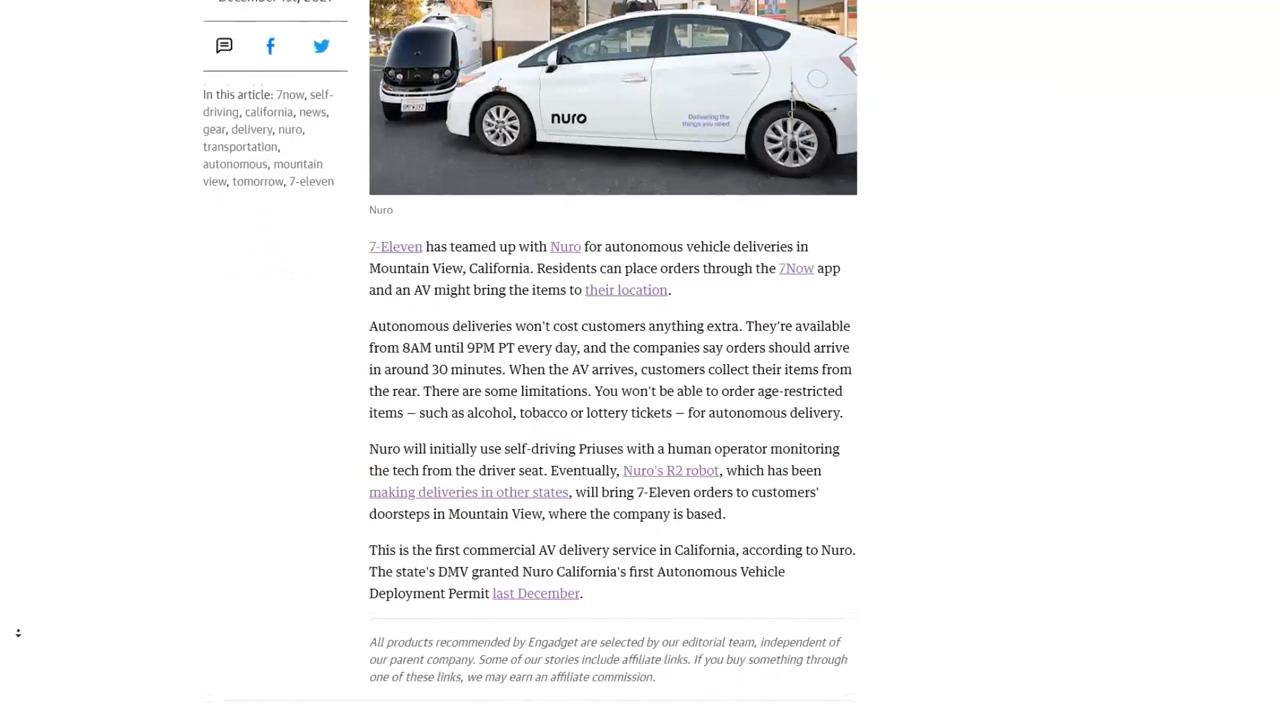 In this article: 7now, self-
driving, california, news,
gear, delivery, nuro,
transportation,
autonomous, mountain
view, tomorrow, 7-eleven
nuro
Delivering the
things you need
Nuro
7-Eleven has teamed up with Nuro for autonomous vehicle deliveries in
Mountain View, California. Residents can place orders through the 7Now app
and an AV might bring the items to their location.
Autonomous deliveries won't cost customers anything extra. They're available
from 8AM until 9PM PT every day, and the companies say orders should arrive
in around 30 minutes. When the AV arrives, customers collect their items from
the rear. There are some limitations. You won't be able to order age-restricted
items — such as alcohol, tobacco or lottery tickets — for autonomous delivery.
Nuro will initially use self-driving Priuses with a human operator monitoring
the tech from the driver seat. Eventually, Nuro's R2 robot, which has been
making deliveries in other states, will bring 7-Eleven orders to customers'
doorsteps in Mountain View, where the company is based.
This is the first commercial AV delivery service in California, according to Nuro.
The state's DMV granted Nuro California's first Autonomous Vehicle
Deployment Permit last December.
All products recommended by Engadget are selected by our editorial team, independent of
our parent company. Some of our stories include affiliate links. If you buy something through
one of these links, we may earn an affiliate commission.